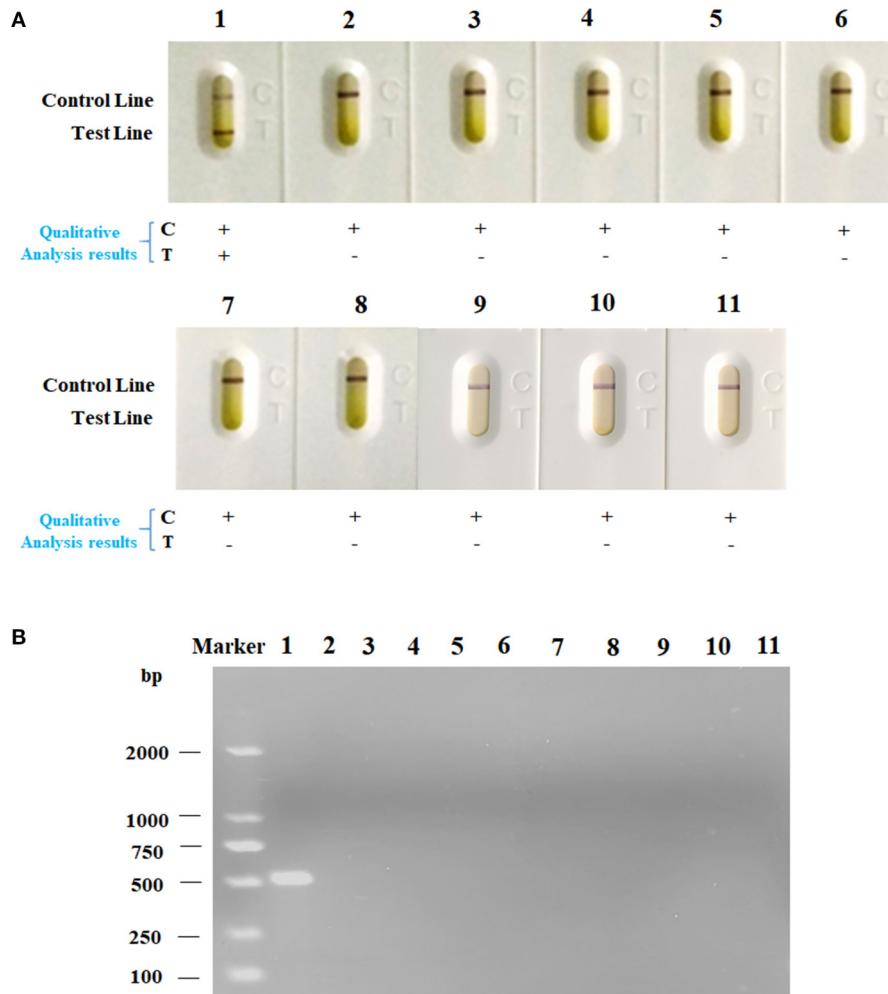 A
1 2 3 4 5 6
Control Line
Test Line
C T
C T
C T
C T
C T
C T
Qualitative Analysis results
C + + + + + +
T + - - - - -
7 8 9 10 11
Control Line
Test Line
C T
C T
C T
C T
C T
Qualitative Analysis results
C + + + + +
T - - - - -
B
Marker 1 2 3 4 5 6 7 8 9 10 11
bp
2000
1000
750
500
250
100